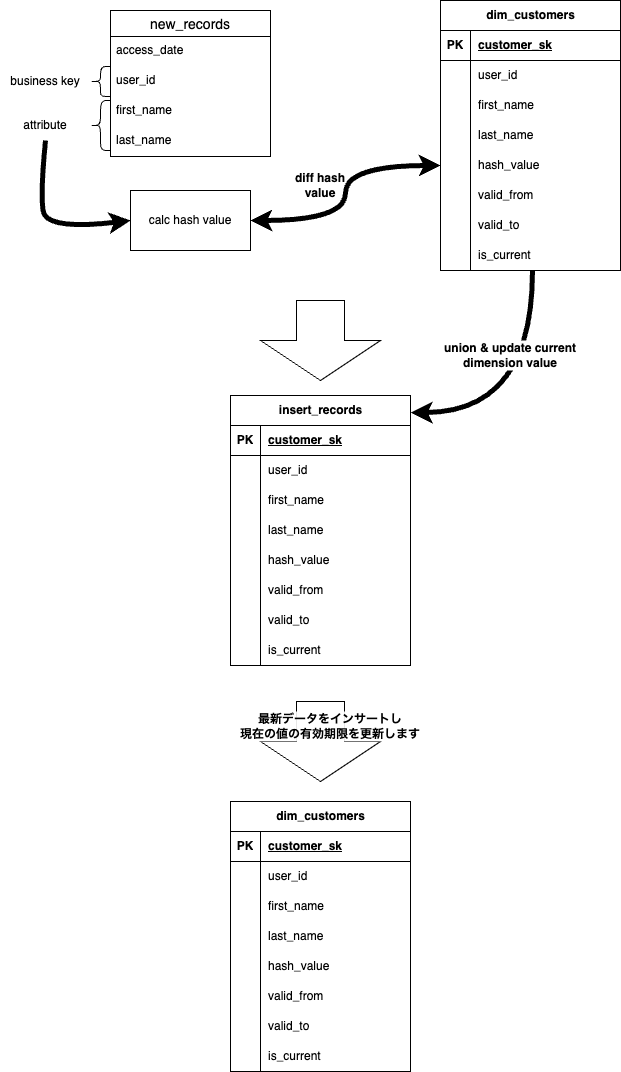 new_records
access_date
business key
user_id
first_name
attribute
last_name
calc hash value
diff hash
value
dim_customers
PK
customer_sk
user_id
first_name
last_name
hash_value
valid_from
valid_to
is_current
union & update current
dimension value
insert_records
PK
customer_sk
user_id
first_name
last_name
hash_value
valid_from
valid_to
is_current
最新データをインサートし
現在の値の有効期限を更新します
dim_customers
PK
customer_sk
user_id
first_name
last_name
hash_value
valid_from
valid_to
is_current